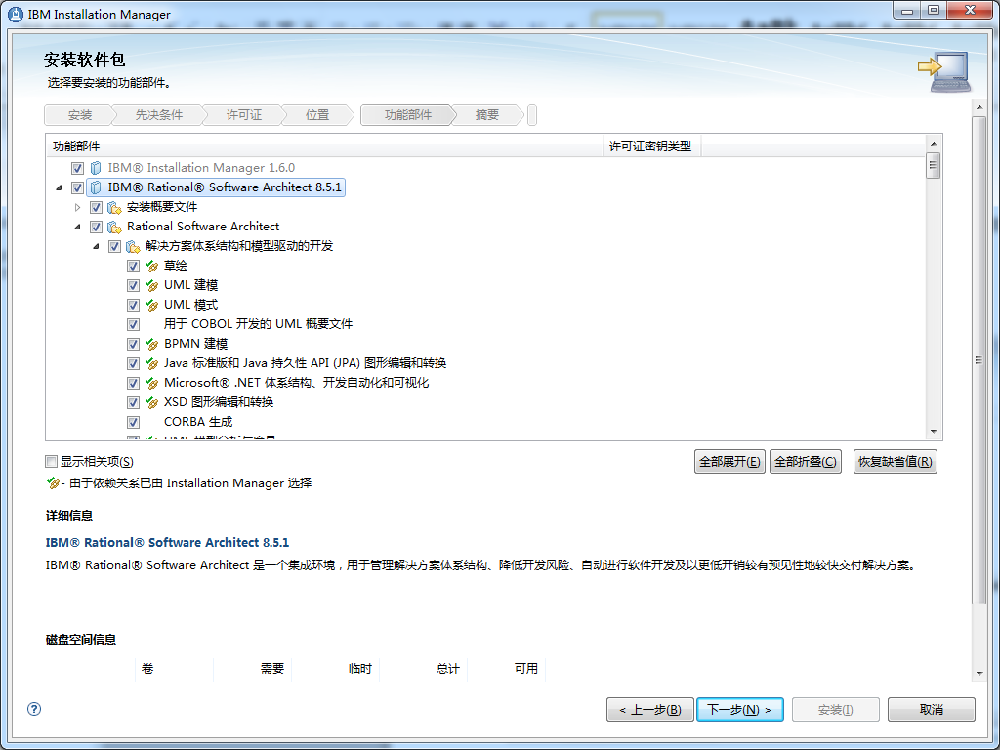 IBM Installation Manager
安装软件包
选择要安装的功能部件。
安装 先决条件 许可证 位置 功能部件 摘要
功能部件 许可证密钥类型
IBM® Installation Manager 1.6.0
IBM® Rational® Software Architect 8.5.1
安装概要文件
Rational Software Architect
解决方案体系结构和模型驱动的开发
草绘
UML 建模
UML 模式
用于 COBOL 开发的 UML 概要文件
BPMN 建模
Java 标准版和 Java 持久性 API (JPA) 图形编辑和转换
Microsoft® .NET 体系结构、开发自动化和可视化
XSD 图形编辑和转换
CORBA 生成
UML 模型分析与度量
显示相关项(S) 全部展开(E) 全部折叠(C) 恢复缺省值(R)
- 由于依赖关系已由 Installation Manager 选择
详细信息
IBM® Rational® Software Architect 8.5.1
IBM® Rational® Software Architect 是一个集成环境，用于管理解决方案体系结构、降低开发风险、自动进行软件开发及以更低开销较有预见性地较快交付解决方案。
磁盘空间信息
卷 需要 临时 总计 可用
< 上一步(B) 下一步(N) > 安装(I) 取消